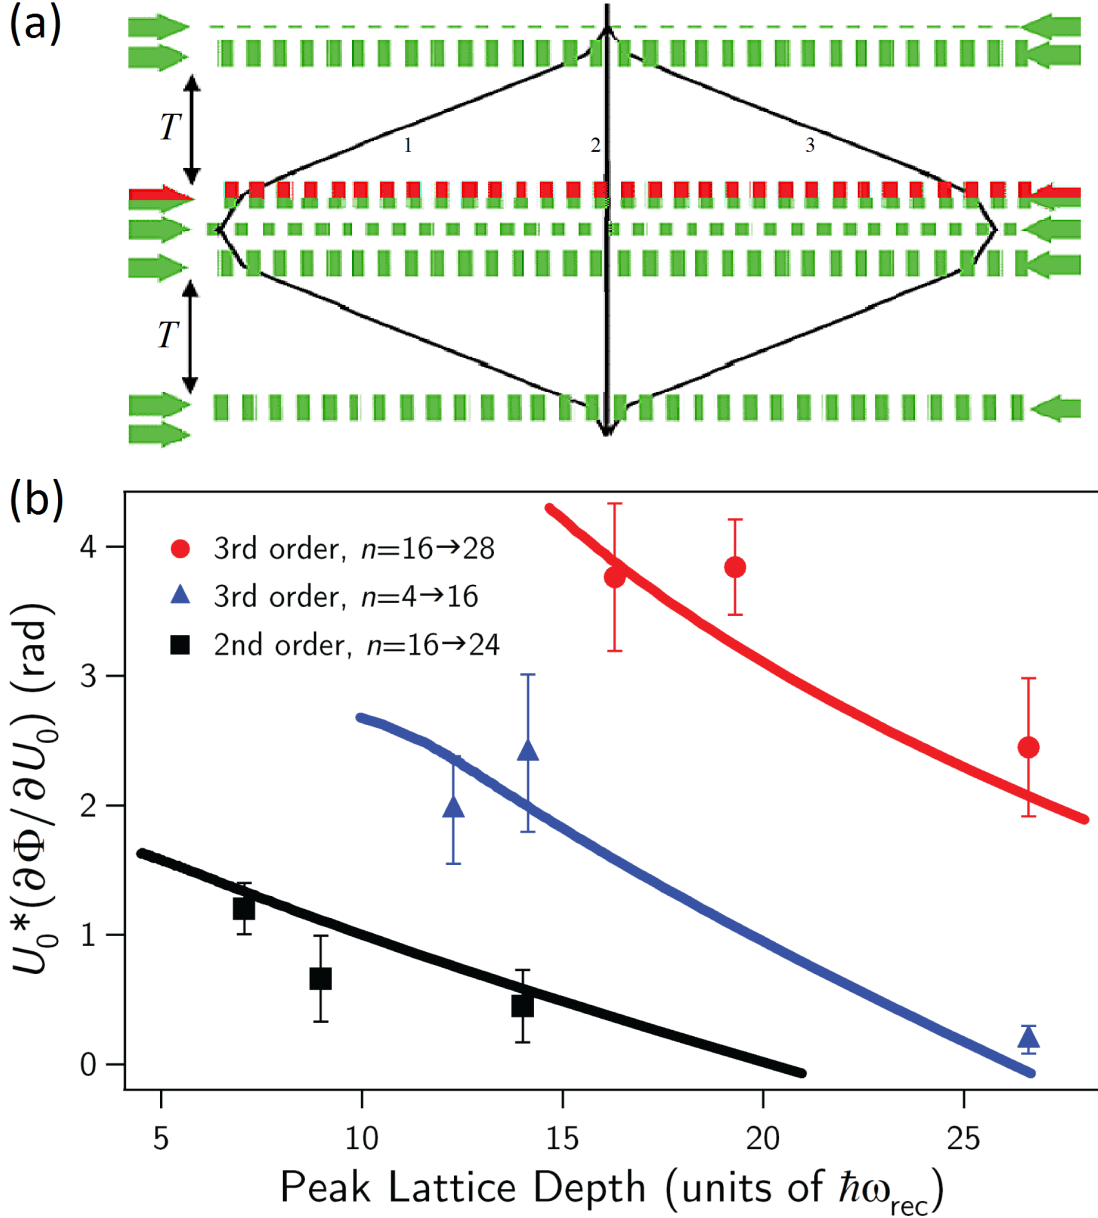 (a)
T
1 2 3
T
(b)
U₀*(∂Φ/∂U₀) (rad)
4
3
2
1
0
3rd order, n=16→28
3rd order, n=4→16
2nd order, n=16→24
5 10 15 20 25
Peak Lattice Depth (units of ħω_rec)